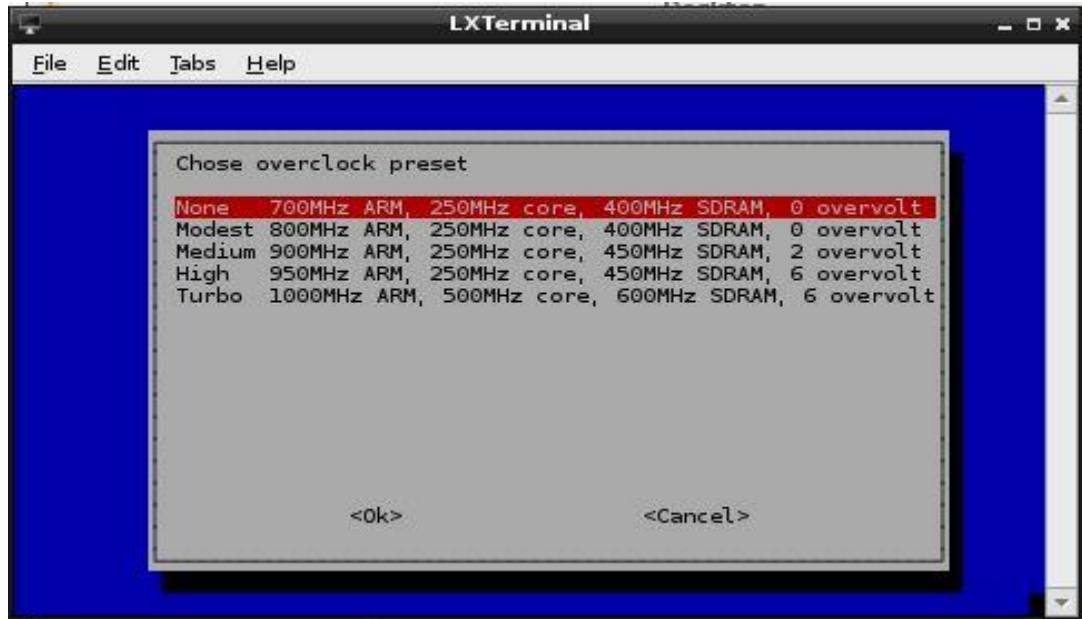 LXTerminal
File Edit Tabs Help
Chose overclock preset
None 700MHz ARM, 250MHz core, 400MHz SDRAM, 0 overvolt
Modest 800MHz ARM, 250MHz core, 400MHz SDRAM, 0 overvolt
Medium 900MHz ARM, 250MHz core, 450MHz SDRAM, 2 overvolt
High 950MHz ARM, 250MHz core, 450MHz SDRAM, 6 overvolt
Turbo 1000MHz ARM, 500MHz core, 600MHz SDRAM, 6 overvolt
<Ok> <Cancel>